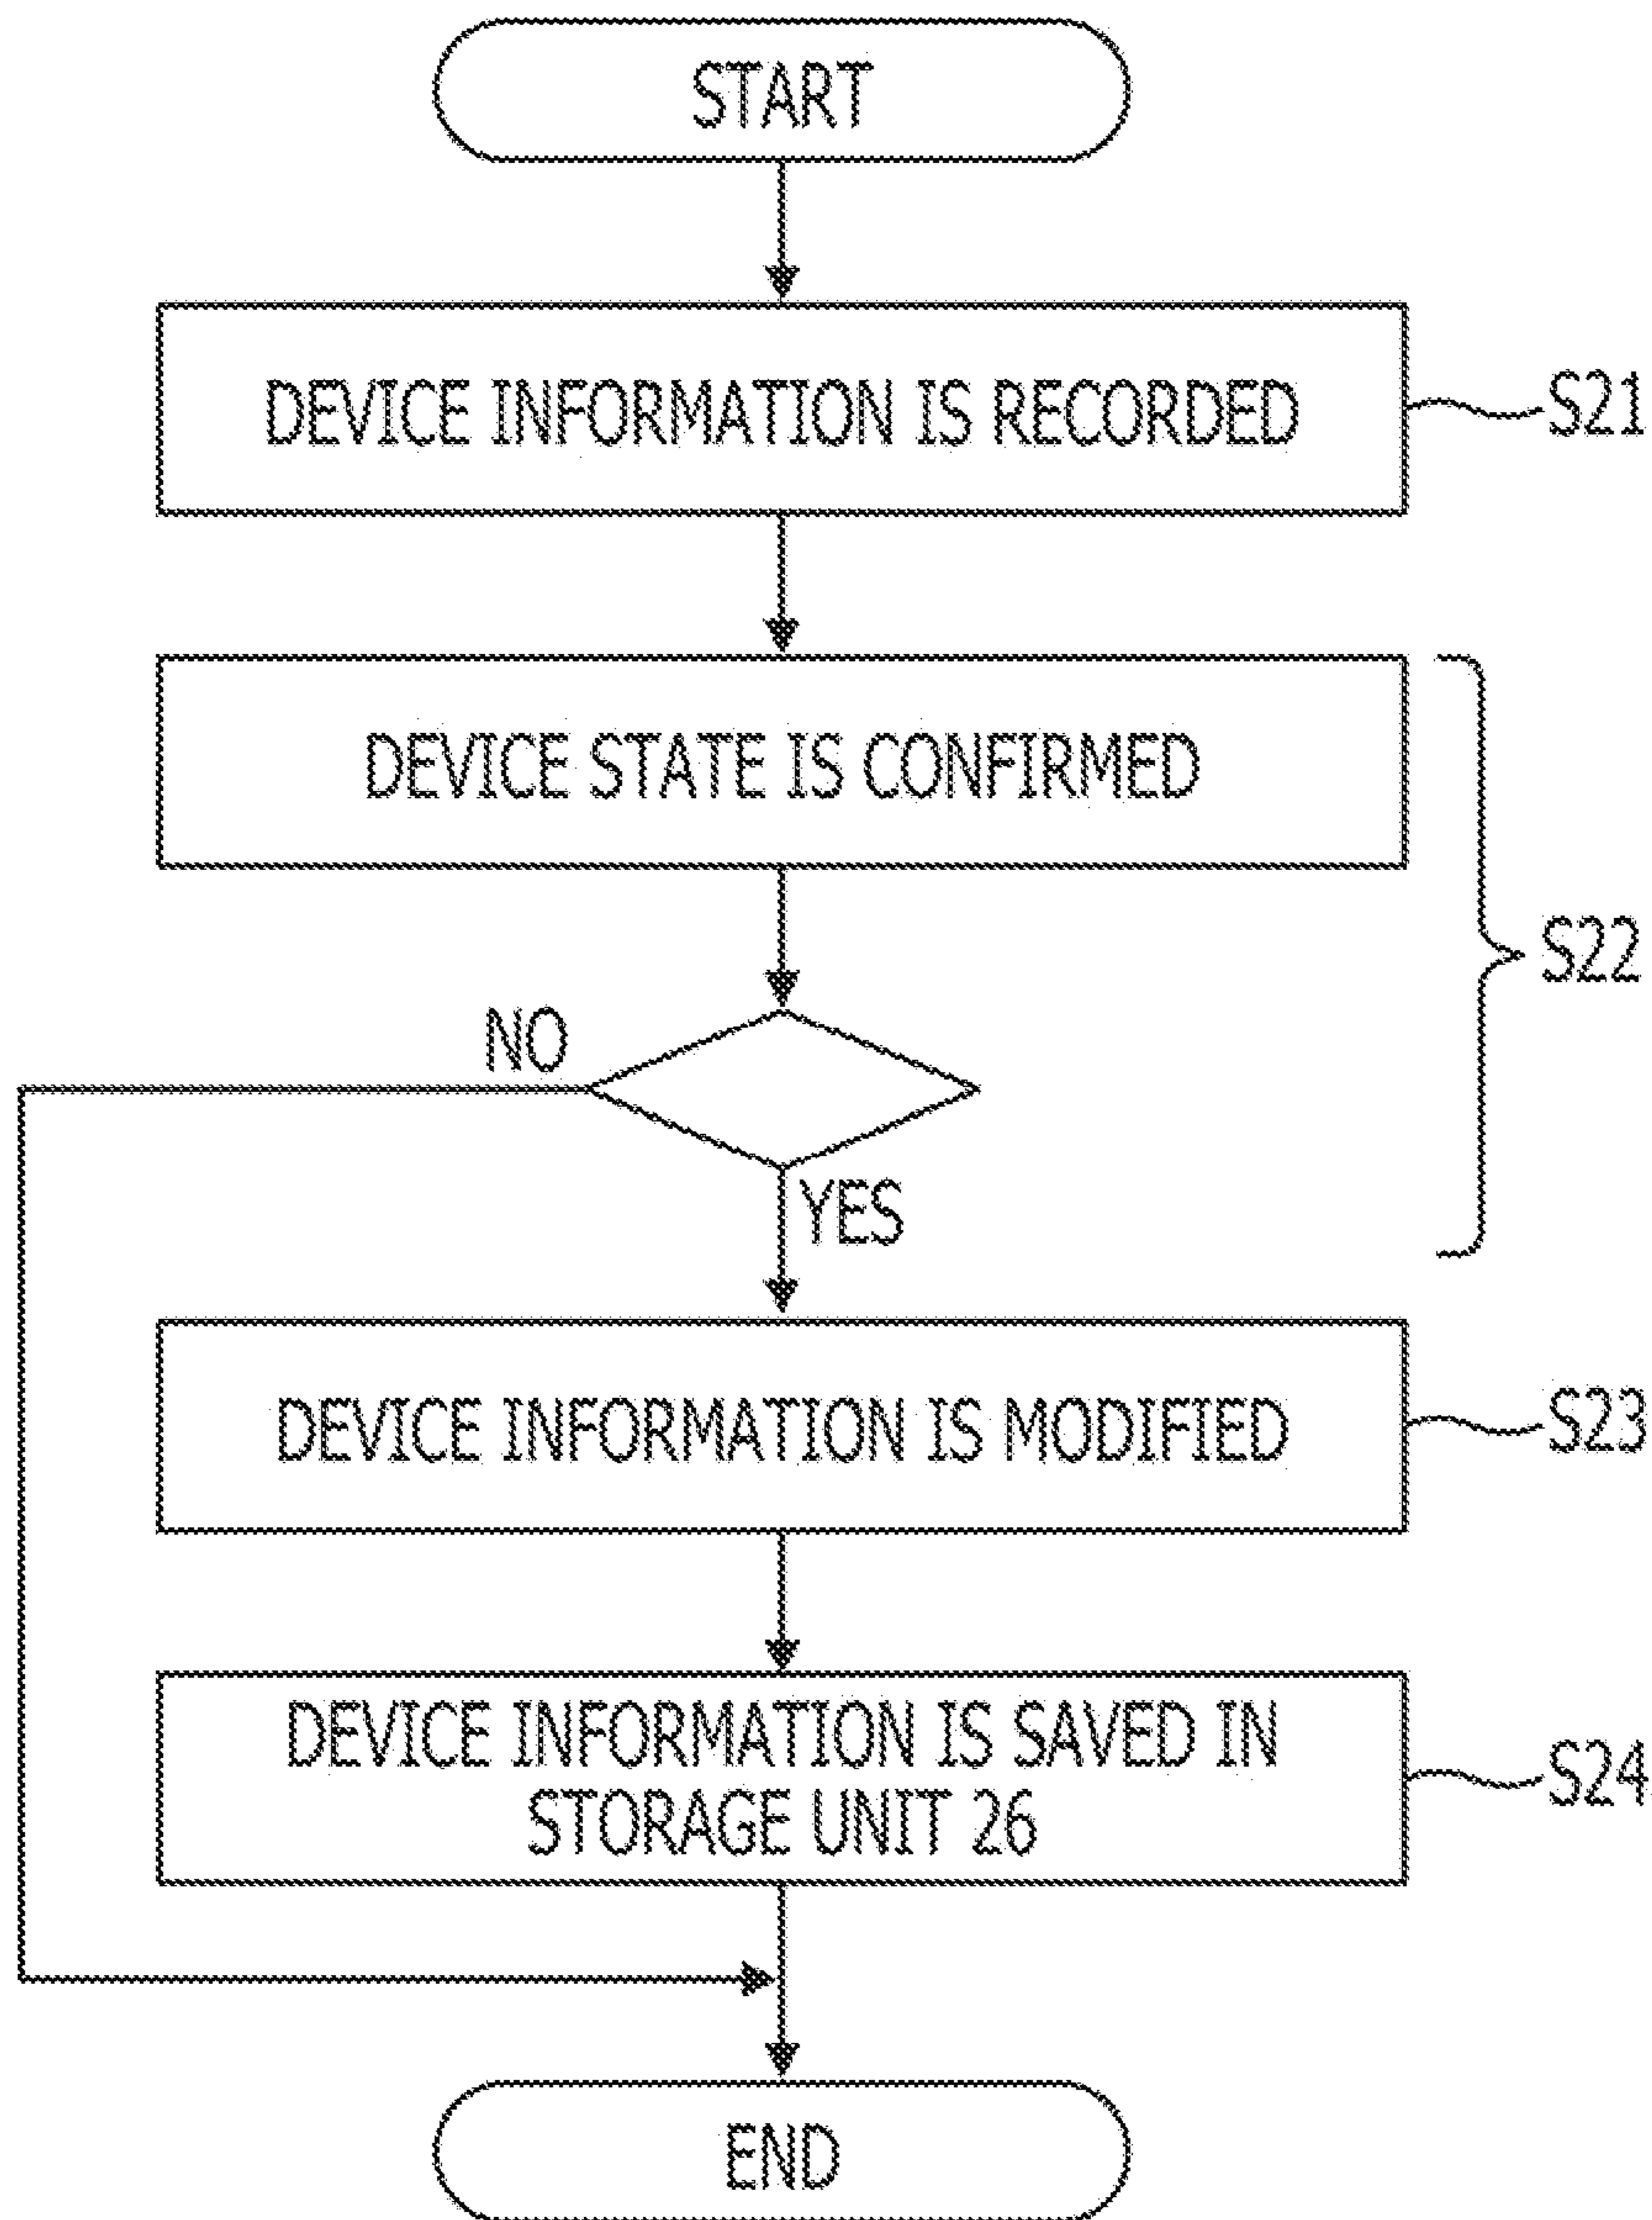 START
DEVICE INFORMATION IS RECORDED
S21
DEVICE STATE IS CONFIRMED
S22
NO
YES
DEVICE INFORMATION IS MODIFIED
S23
DEVICE INFORMATION IS SAVED IN
STORAGE UNIT 26
S24
END